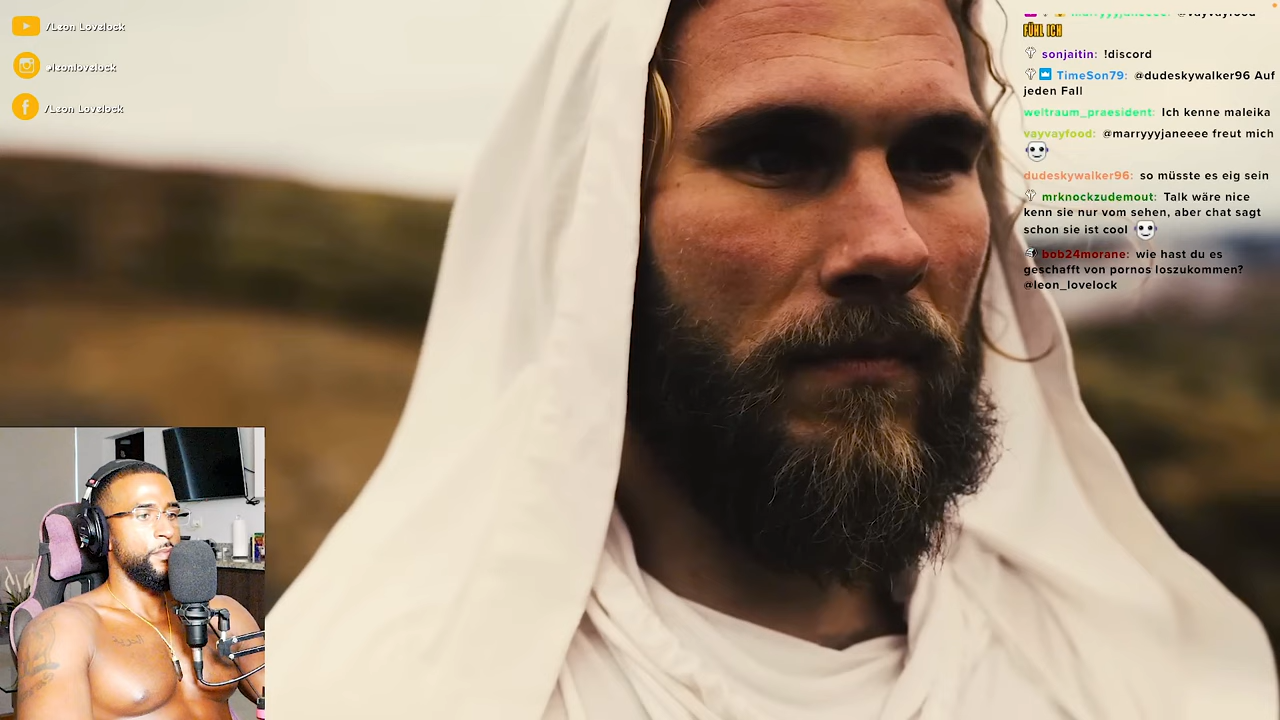 /Leon Lovelock
@leonlovelock
/Leon Lovelock
marryyyjaneeee: @vayvayfood
FÜHL ICH
sonjaitin: !discord
TimeSon79: @dudeskywalker96 Auf
jeden Fall
weltraum_praesident: Ich kenne maleika
vayvayfood: @marryyyjaneeee freut mich
dudeskywalker96: so müsste es eig sein
mrknockzudemout: Talk wäre nice
kenn sie nur vom sehen, aber chat sagt
schon sie ist cool
bob24morane: wie hast du es
geschafft von pornos loszukommen?
@leon_lovelock